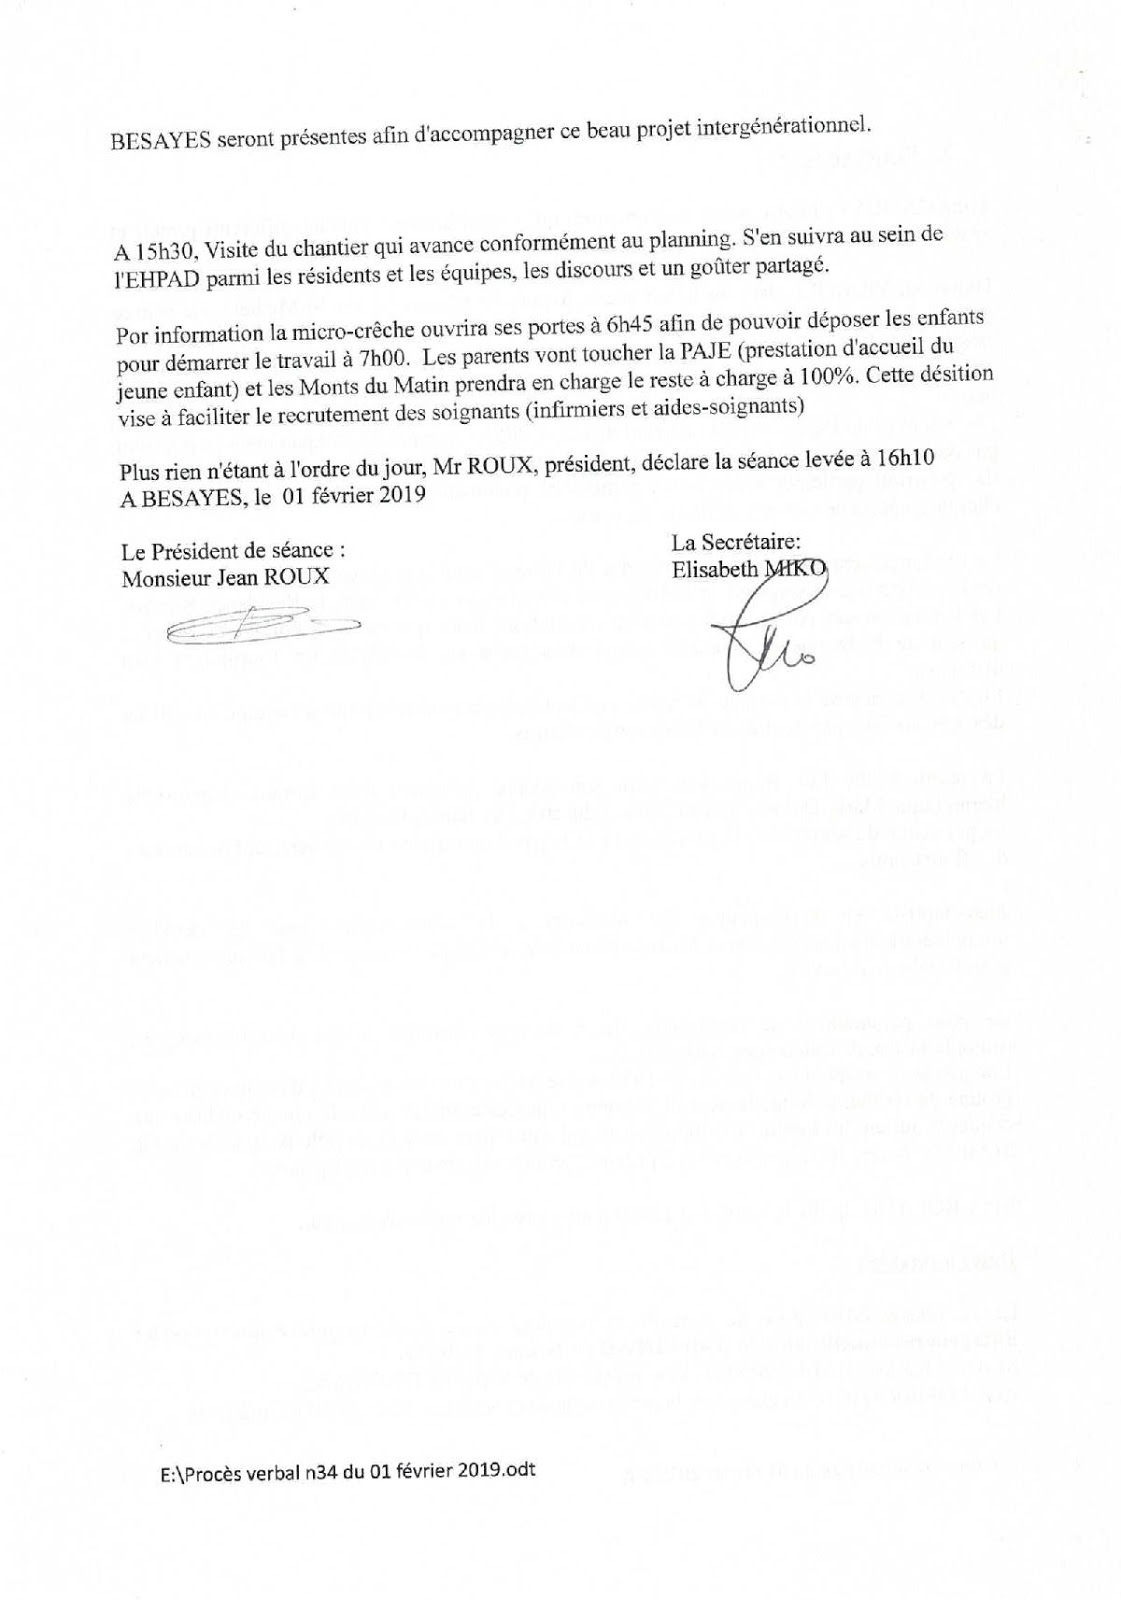 BESAYES seront présentes afin d'accompagner ce beau projet intergénérationnel.
A 15h30, Visite du chantier qui avance conformément au planning. S'en suivra au sein de
l'EHPAD parmi les résidents et les équipes, les discours et un goûter partagé.
Por information la micro-crêche ouvrira ses portes à 6h45 afin de pouvoir déposer les enfants
pour démarrer le travail à 7h00. Les parents vont toucher la PAJE (prestation d'accueil du
jeune enfant) et les Monts du Matin prendra en charge le reste à charge à 100%. Cette désition
vise à faciliter le recrutement des soignants (infirmiers et aides-soignants)
Plus rien n'étant à l'ordre du jour, Mr ROUX, président, déclare la séance levée à 16h10
A BESAYES, le 01 février 2019
Le Président de séance :
Monsieur Jean ROUX
La Secrétaire:
Elisabeth MIKO
E:\Procès verbal n34 du 01 février 2019.odt